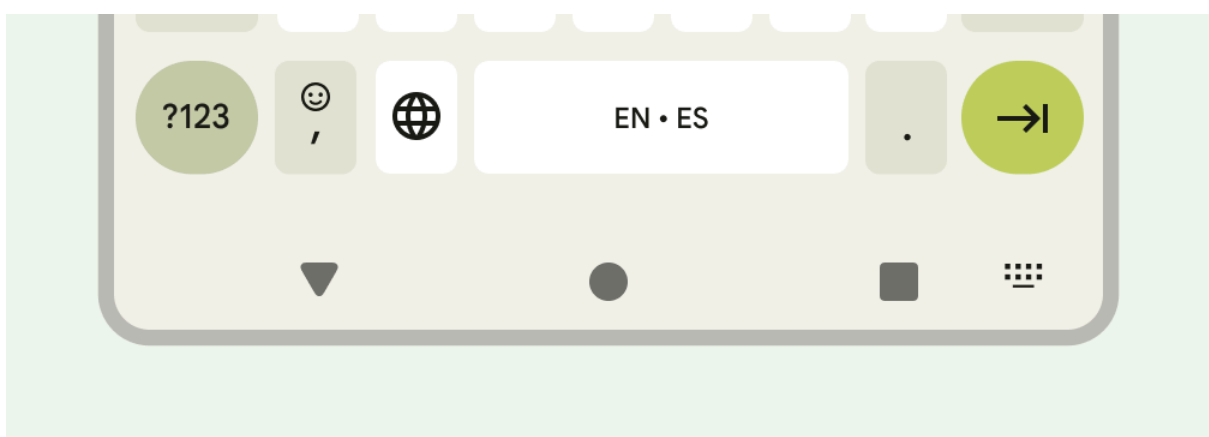 ?123 , EN • ES .